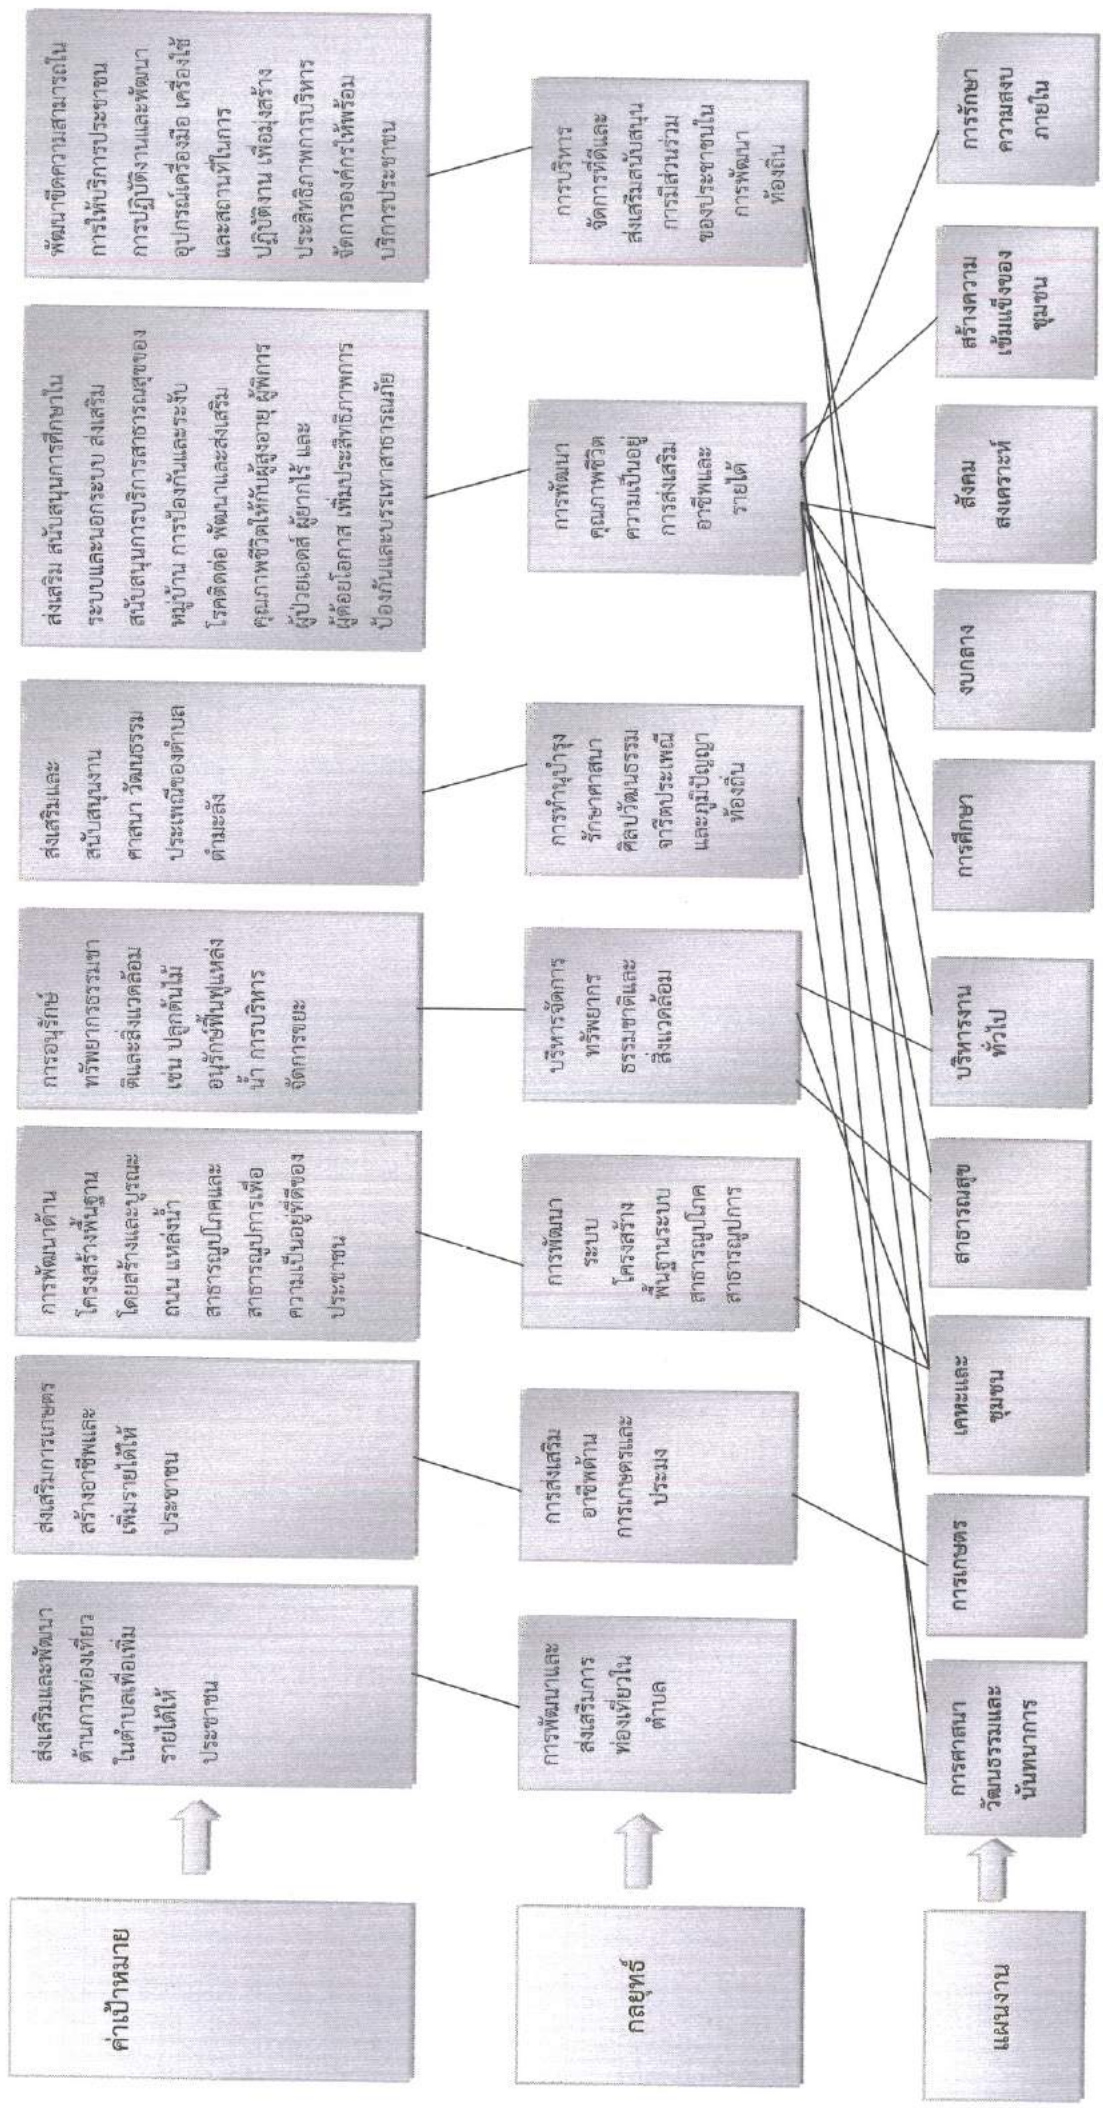 ค่าเป้าหมาย
ส่งเสริมและพัฒนา
ด้านการท่องเที่ยว
ในตำบลเพื่อเพิ่ม
รายได้ให้
ประชาชน
ส่งเสริมการเกษตร
สร้างอาชีพและ
เพิ่มรายได้ให้
ประชาชน
การพัฒนาด้าน
โครงสร้างพื้นฐาน
โดยสร้างและบูรณะ
ถนน แหล่งน้ำ
สาธารณูปโภคและ
สาธารณูปการเพื่อ
ความเป็นอยู่ที่ดีของ
ประชาชน
การอนุรักษ์
ทรัพยากรธรรมชา
ติและสิ่งแวดล้อม
เช่น ปลูกต้นไม้
อนุรักษ์ฟื้นฟูแหล่ง
น้ำ การบริหาร
จัดการขยะ
ส่งเสริมและ
สนับสนุนงาน
ศาสนา วัฒนธรรม
ประเพณีของตำบล
ตำมะลัง
ส่งเสริม สนับสนุนการศึกษาใน
ระบบและนอกระบบ ส่งเสริม
สนับสนุนการบริการสาธารณสุขของ
หมู่บ้าน การป้องกันและระงับ
โรคติดต่อ พัฒนาและส่งเสริม
คุณภาพชีวิตให้กับผู้สูงอายุ ผู้พิการ
ผู้ป่วยเอดส์ ผู้ยากไร้ และ
ผู้ด้อยโอกาส เพิ่มประสิทธิภาพการ
ป้องกันและบรรเทาสาธารณภัย
พัฒนาขีดความสามารถใน
การให้บริการประชาชน
การปฏิบัติงานและพัฒนา
อุปกรณ์เครื่องมือ เครื่องใช้
และสถานที่ในการ
ปฏิบัติงาน เพื่อมุ่งสร้าง
ประสิทธิภาพการบริหาร
จัดการองค์กรให้พร้อม
บริการประชาชน
กลยุทธ์
การพัฒนาและ
ส่งเสริมการ
ท่องเที่ยวใน
ตำบล
การส่งเสริม
อาชีพด้าน
การเกษตรและ
ประมง
การพัฒนา
ระบบ
โครงสร้าง
พื้นฐานระบบ
สาธารณูปโภค
สาธารณูปการ
บริหารจัดการ
ทรัพยากร
ธรรมชาติและ
สิ่งแวดล้อม
การทำนุบำรุง
รักษาศาสนา
ศิลปวัฒนธรรม
จารีตประเพณี
และภูมิปัญญา
ท้องถิ่น
การพัฒนา
คุณภาพชีวิต
ความเป็นอยู่
การส่งเสริม
อาชีพและ
รายได้
การบริหาร
จัดการที่ดีและ
ส่งเสริมสนับสนุน
การมีส่วนร่วม
ของประชาชนใน
การพัฒนา
ท้องถิ่น
แผนงาน
การศาสนา
วัฒนธรรมและ
นันทนาการ
การเกษตร
เคหะและ
ชุมชน
สาธารณสุข
บริหารงาน
ทั่วไป
การศึกษา
งบกลาง
สังคม
สงเคราะห์
สร้างความ
เข้มแข็งของ
ชุมชน
การรักษา
ความสงบ
ภายใน